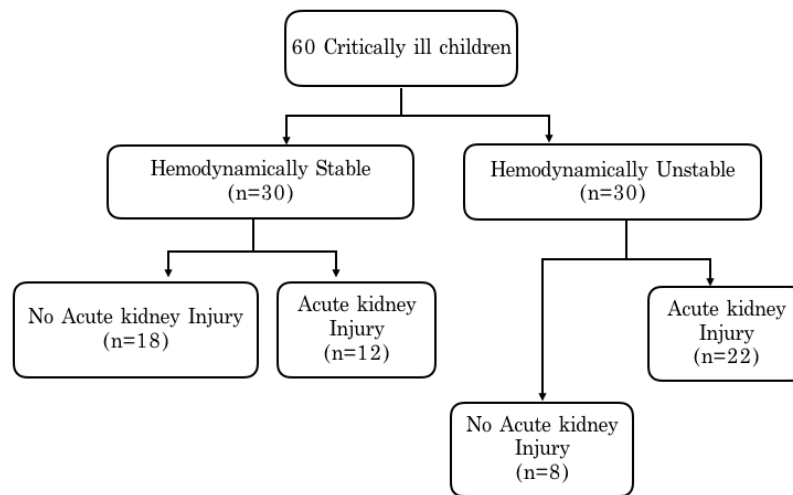 60 Critically ill children
Hemodynamically Stable
(n=30)
Hemodynamically Unstable
(n=30)
No Acute kidney Injury
(n=18)
Acute kidney
Injury
(n=12)
Acute kidney
Injury
(n=22)
No Acute kidney
Injury
(n=8)